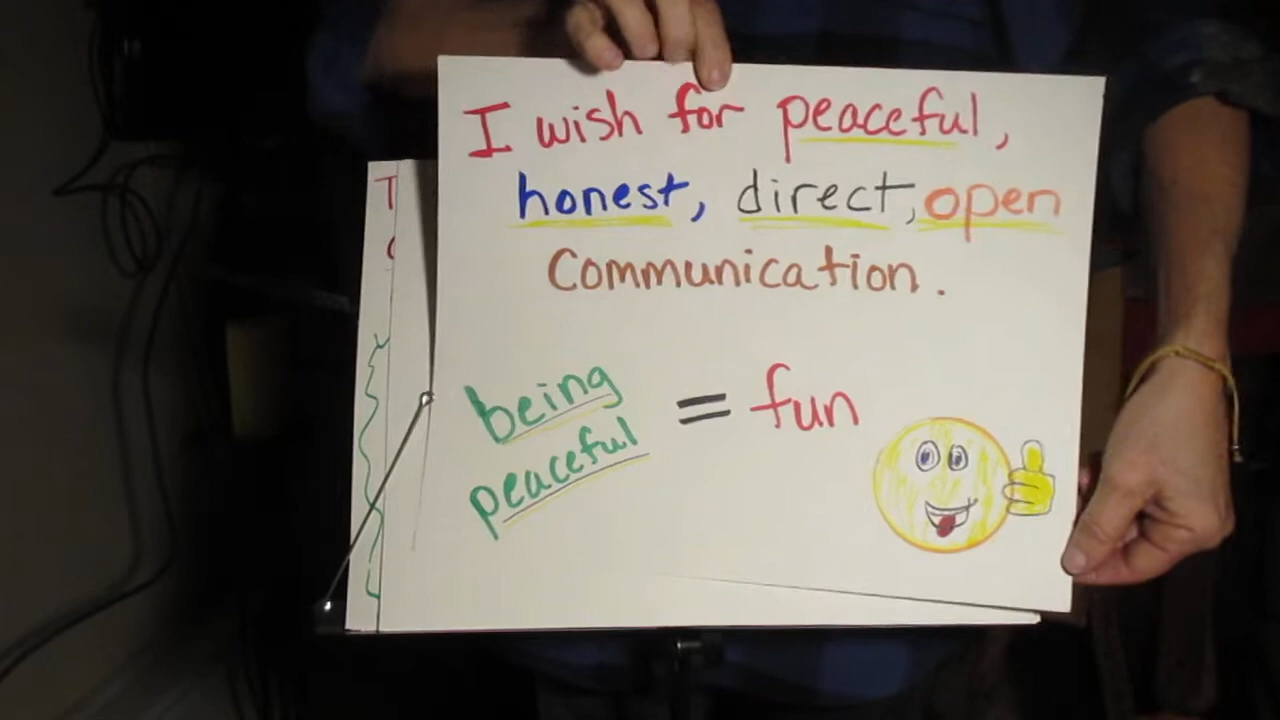 I wish for peaceful,
honest, direct, open
Communication.
being peaceful = fun
T